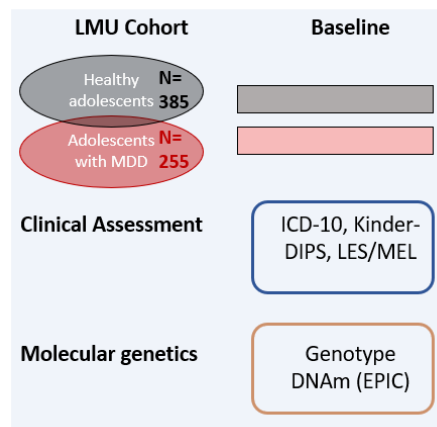 LMU Cohort
Baseline
Healthy
adolescents
N=
385
Adolescents
with MDD
N=
255
Clinical Assessment
ICD-10, Kinder-
DIPS, LES/MEL
Molecular genetics
Genotype
DNAm (EPIC)